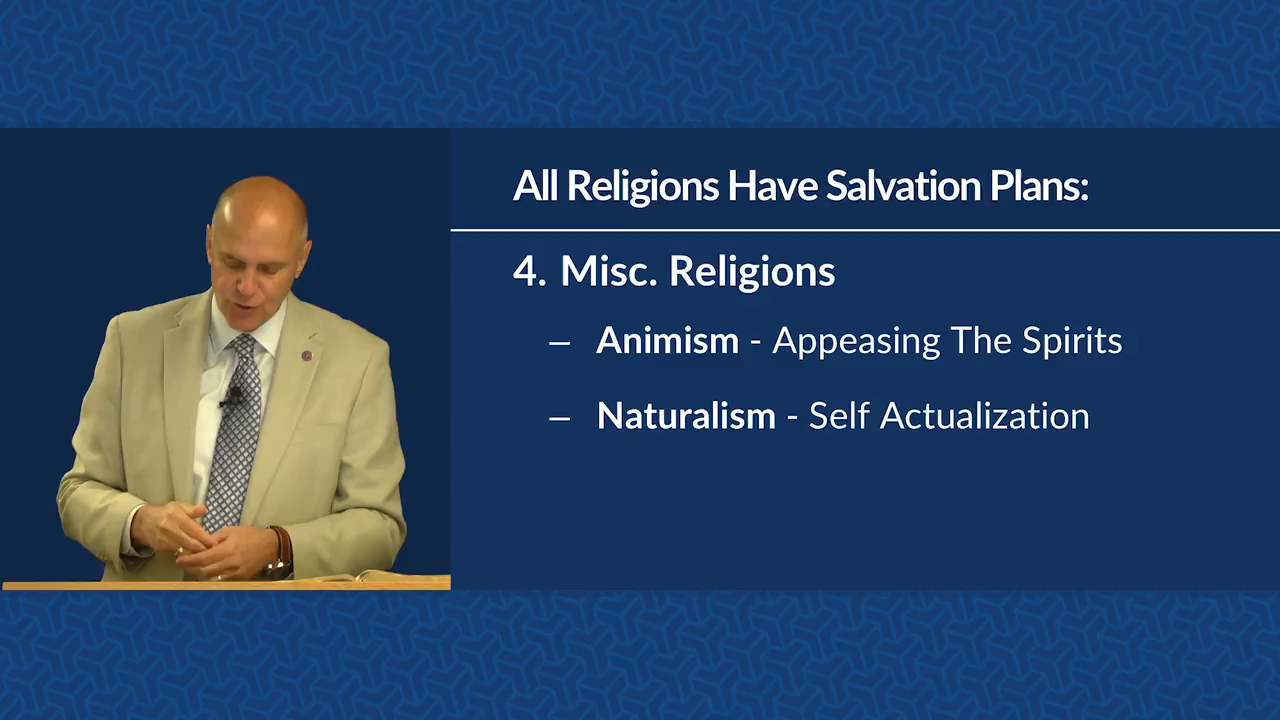 All Religions Have Salvation Plans:
4. Misc. Religions
– Animism - Appeasing The Spirits
– Naturalism - Self Actualization